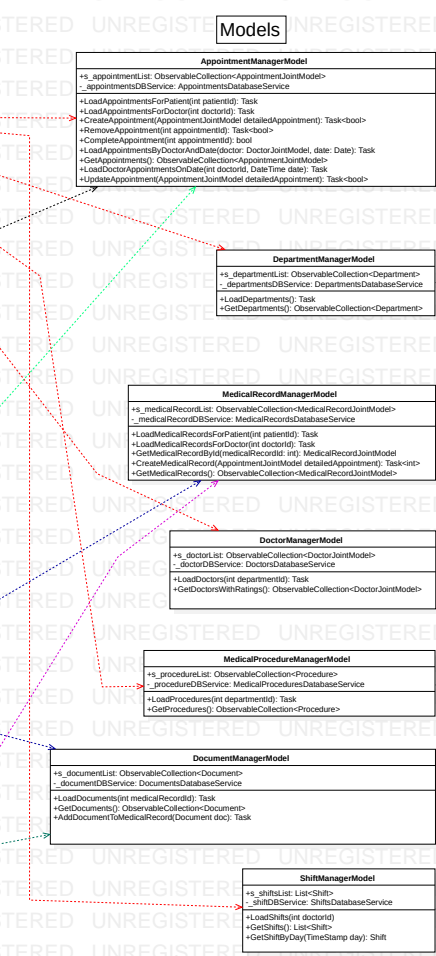 Models
AppointmentManagerModel
+s_appointmentList: ObservableCollection<AppointmentJointModel>
-_appointmentsDBService: AppointmentsDatabaseService
+LoadAppointmentsForPatient(int patientId): Task
+LoadAppointmentsForDoctor(int doctorId): Task
+CreateAppointment(AppointmentJointModel detailedAppointment): Task<bool>
+RemoveAppointment(int appointmentId): Task<bool>
+CompleteAppointment(int appointmentId): bool
+LoadAppointmentsByDoctorAndDate(doctor: DoctorJointModel, date: Date): Task
+GetAppointments(): ObservableCollection<AppointmentJointModel>
+LoadDoctorAppointmentsOnDate(int doctorId, DateTime date): Task
+UpdateAppointment(AppointmentJointModel detailedAppointment): Task<bool>
DepartmentManagerModel
+s_departmentList: ObservableCollection<Department>
-_departmentsDBService: DepartmentsDatabaseService
+LoadDepartments(): Task
+GetDepartments(): ObservableCollection<Department>
MedicalRecordManagerModel
+s_medicalRecordList: ObservableCollection<MedicalRecordJointModel>
-_medicalRecordDBService: MedicalRecordsDatabaseService
+LoadMedicalRecordsForPatient(int patientId): Task
+LoadMedicalRecordsForDoctor(int doctorId): Task
+GetMedicalRecordById(medicalRecordId: int): MedicalRecordJointModel
+CreateMedicalRecord(AppointmentJointModel detailedAppointment): Task<int>
+GetMedicalRecords(): ObservableCollection<MedicalRecordJointModel>
DoctorManagerModel
+s_doctorList: ObservableCollection<DoctorJointModel>
-_doctorDBService: DoctorsDatabaseService
+LoadDoctors(int departmentId): Task
+GetDoctorsWithRatings(): ObservableCollection<DoctorJointModel>
MedicalProcedureManagerModel
+s_procedureList: ObservableCollection<Procedure>
-_procedureDBService: MedicalProceduresDatabaseService
+LoadProcedures(int departmentId): Task
+GetProcedures(): ObservableCollection<Procedure>
DocumentManagerModel
+s_documentList: ObservableCollection<Document>
-_documentDBService: DocumentsDatabaseService
+LoadDocuments(int medicalRecordId): Task
+GetDocuments(): ObservableCollection<Document>
+AddDocumentToMedicalRecord(Document doc): Task
ShiftManagerModel
+s_shiftsList: List<Shift>
-_shiftDBService: ShiftsDatabaseService
+LoadShifts(int doctorId)
+GetShifts(): List<Shift>
+GetShiftByDay(TimeStamp day): Shift